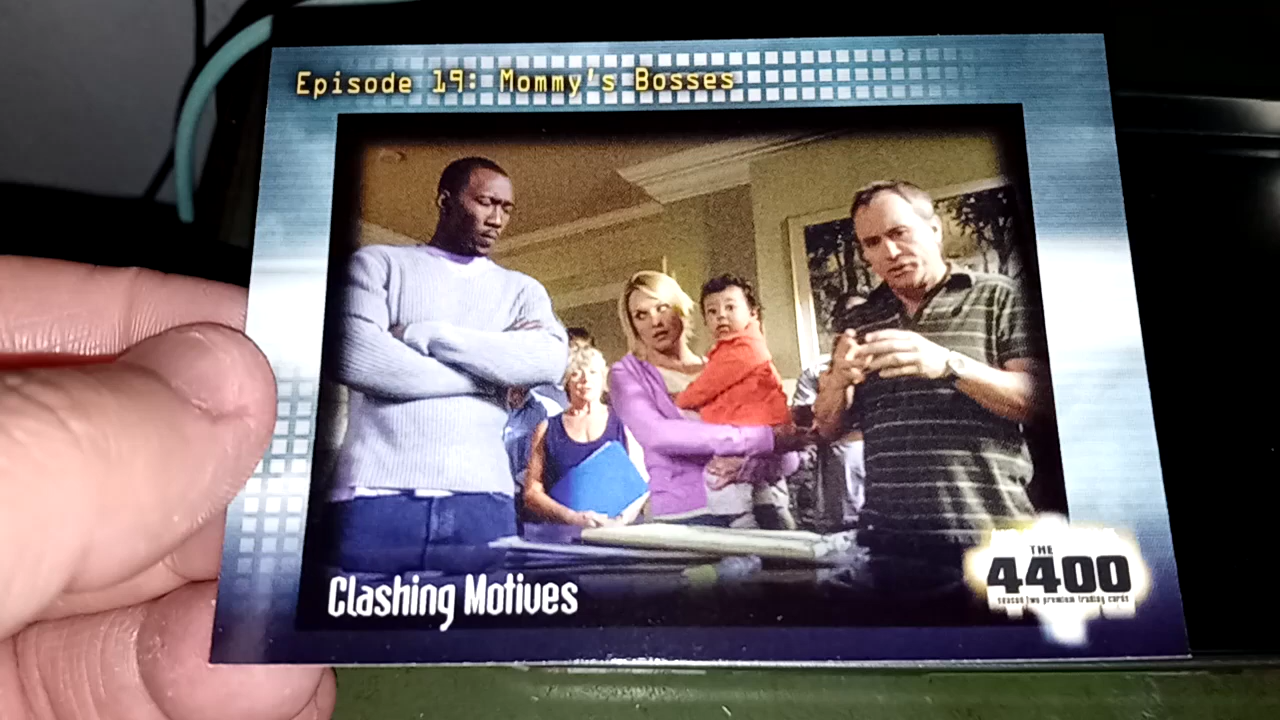 Episode 19: Mommy's Bosses
Clashing Motives
THE
4400
season two premium trading cards